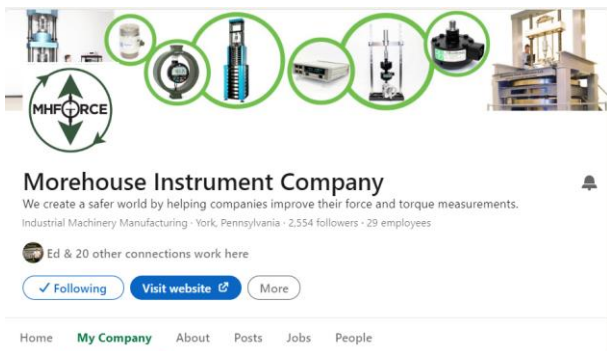 MHFORCE
Morehouse Instrument Company
We create a safer world by helping companies improve their force and torque measurements.
Industrial Machinery Manufacturing · York, Pennsylvania · 2,554 followers · 29 employees
Ed & 20 other connections work here
✓ Following Visit website More
Home My Company About Posts Jobs People